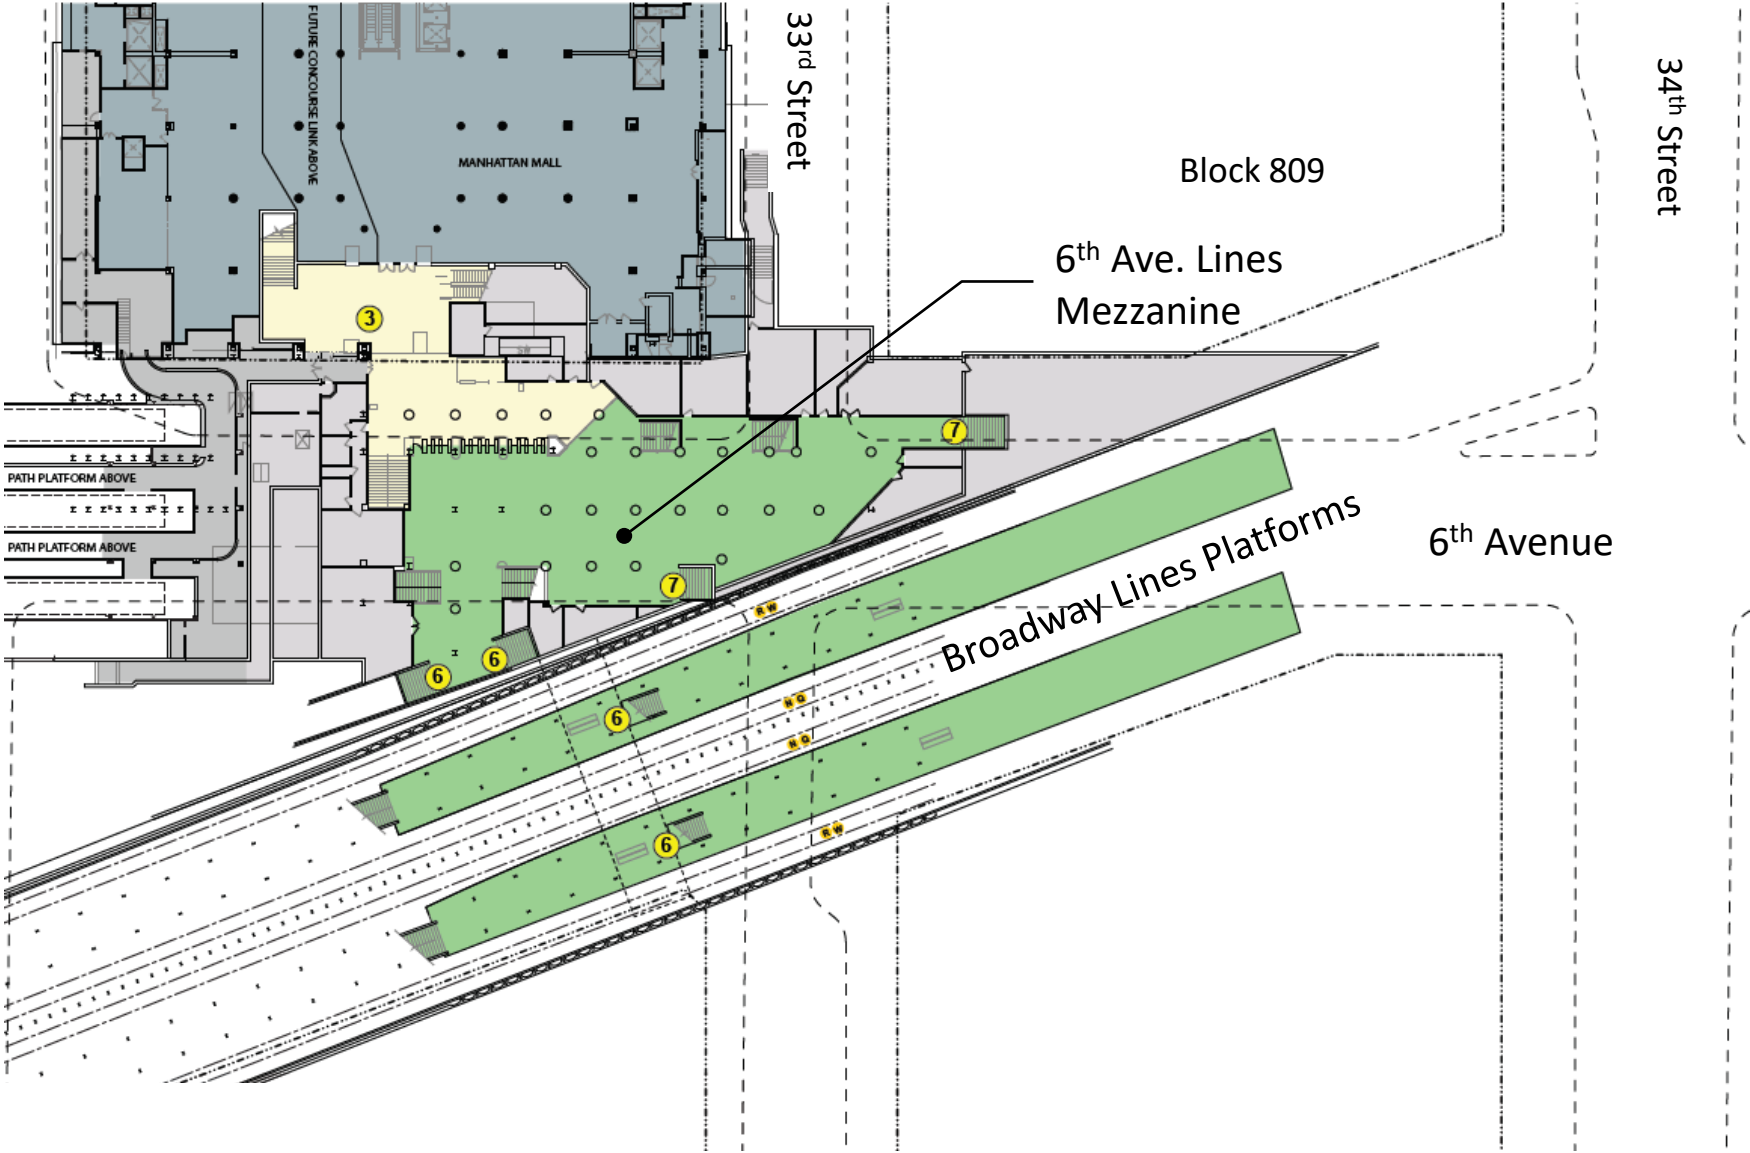 FUTURE CONCOURSE LINK ABOVE
33rd Street
34th Street
MANHATTAN MALL
Block 809
6th Ave. Lines
Mezzanine
3
SW
7
PATH PLATFORM ABOVE
PATH PLATFORM ABOVE
6th Avenue
Broadway Lines Platforms
7
R W
6
6
6
N Q
N Q
6
R W